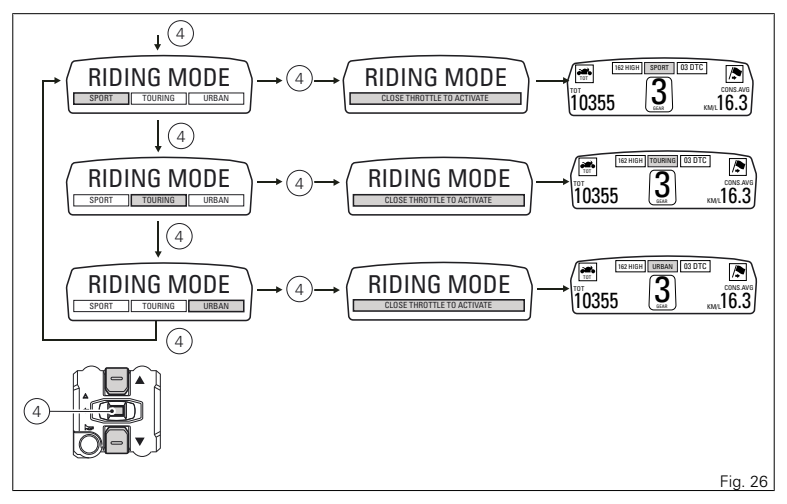 4
RIDING MODE
SPORT TOURING URBAN
4
RIDING MODE
CLOSE THROTTLE TO ACTIVATE
TOT
162 HIGH SPORT 03 DTC
TOT
10355
3
GEAR
CONS.AVG
KM/L 16.3
4
RIDING MODE
SPORT TOURING URBAN
4
RIDING MODE
CLOSE THROTTLE TO ACTIVATE
TOT
162 HIGH TOURING 03 DTC
TOT
10355
3
GEAR
CONS.AVG
KM/L 16.3
4
RIDING MODE
SPORT TOURING URBAN
4
RIDING MODE
CLOSE THROTTLE TO ACTIVATE
TOT
162 HIGH URBAN 03 DTC
TOT
10355
3
GEAR
CONS.AVG
KM/L 16.3
4
4
Fig. 26